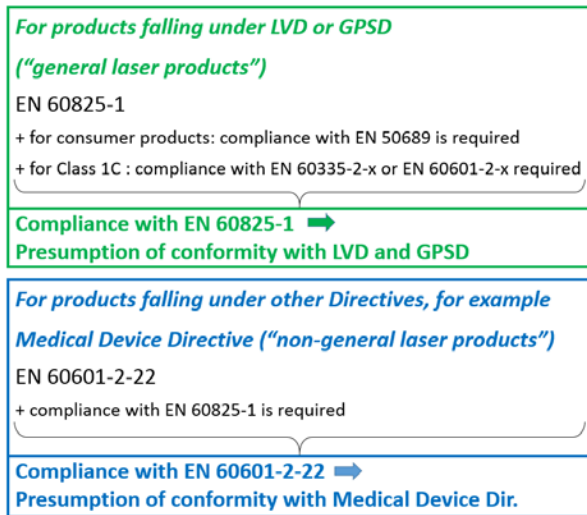 For products falling under LVD or GPSD
(“general laser products”)
EN 60825-1
+ for consumer products: compliance with EN 50689 is required
+ for Class 1C : compliance with EN 60335-2-x or EN 60601-2-x required
Compliance with EN 60825-1 ➡
Presumption of conformity with LVD and GPSD
For products falling under other Directives, for example
Medical Device Directive (“non-general laser products”)
EN 60601-2-22
+ compliance with EN 60825-1 is required
Compliance with EN 60601-2-22 ➡
Presumption of conformity with Medical Device Dir.